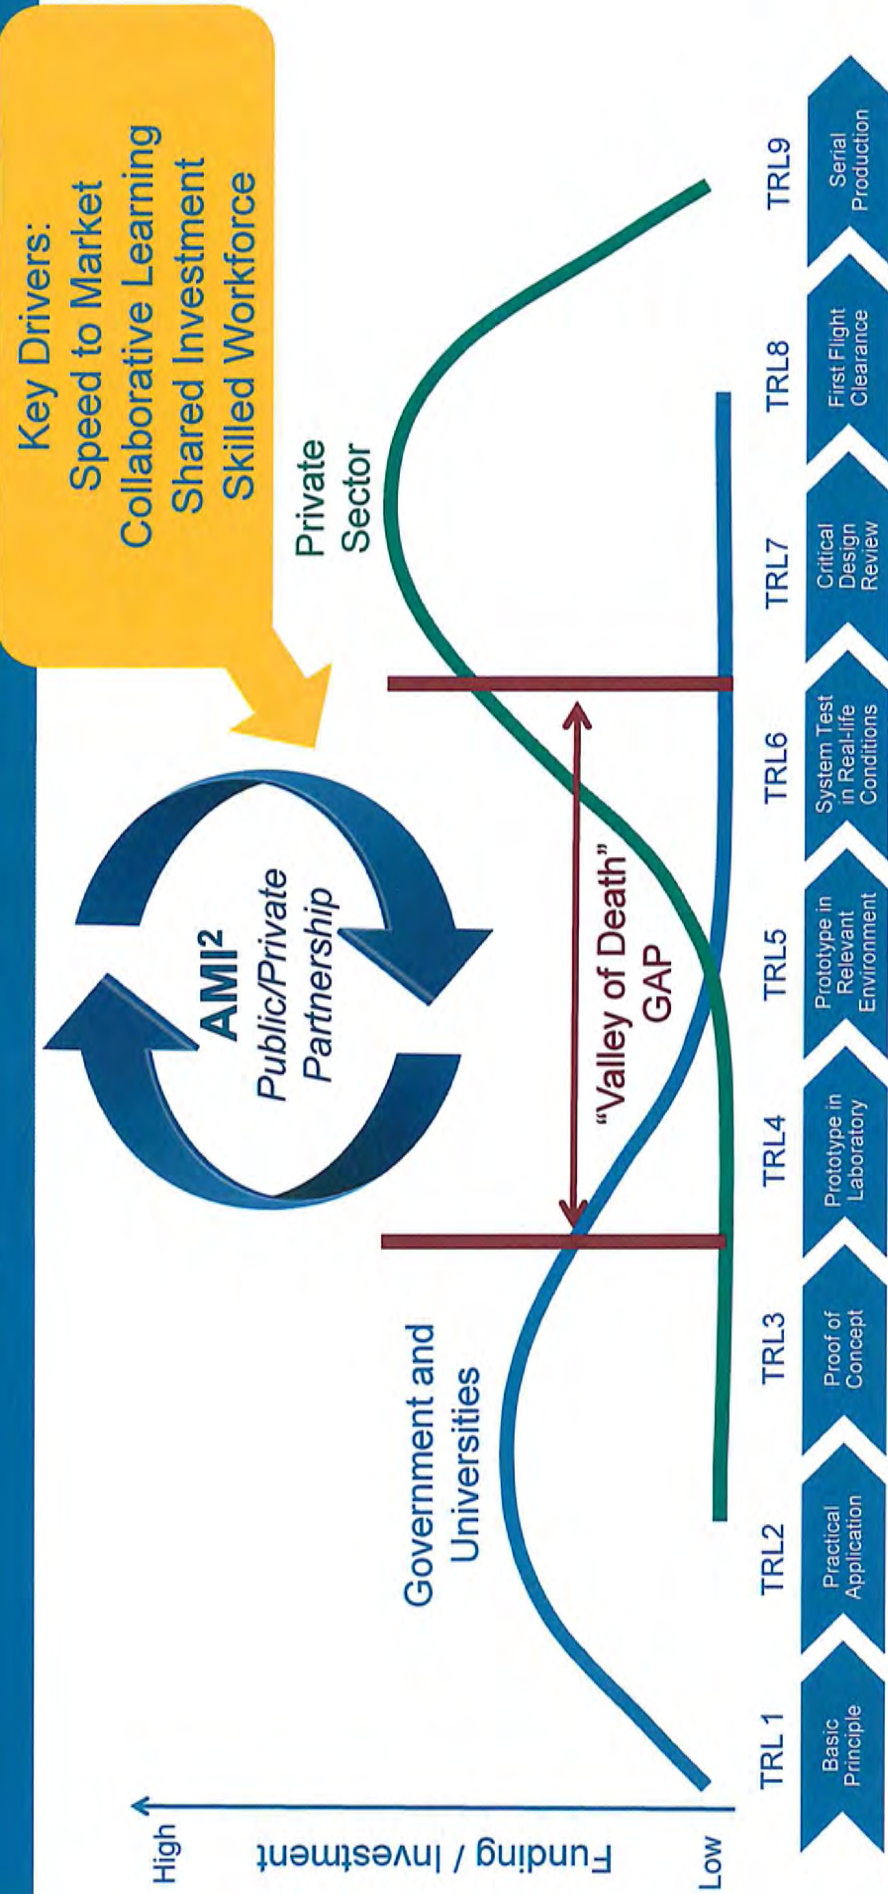 Key Drivers:
Speed to Market
Collaborative Learning
Shared Investment
Skilled Workforce
AMI²
Public/Private
Partnership
Private
Sector
Government and
Universities
“Valley of Death”
GAP
High
Funding / Investment
Low
TRL 1
TRL2
TRL3
TRL4
TRL5
TRL6
TRL7
TRL8
TRL9
Basic
Principle
Practical
Application
Proof of
Concept
Prototype in
Laboratory
Prototype in
Relevant
Environment
System Test
in Real-life
Conditions
Critical
Design
Review
First Flight
Clearance
Serial
Production